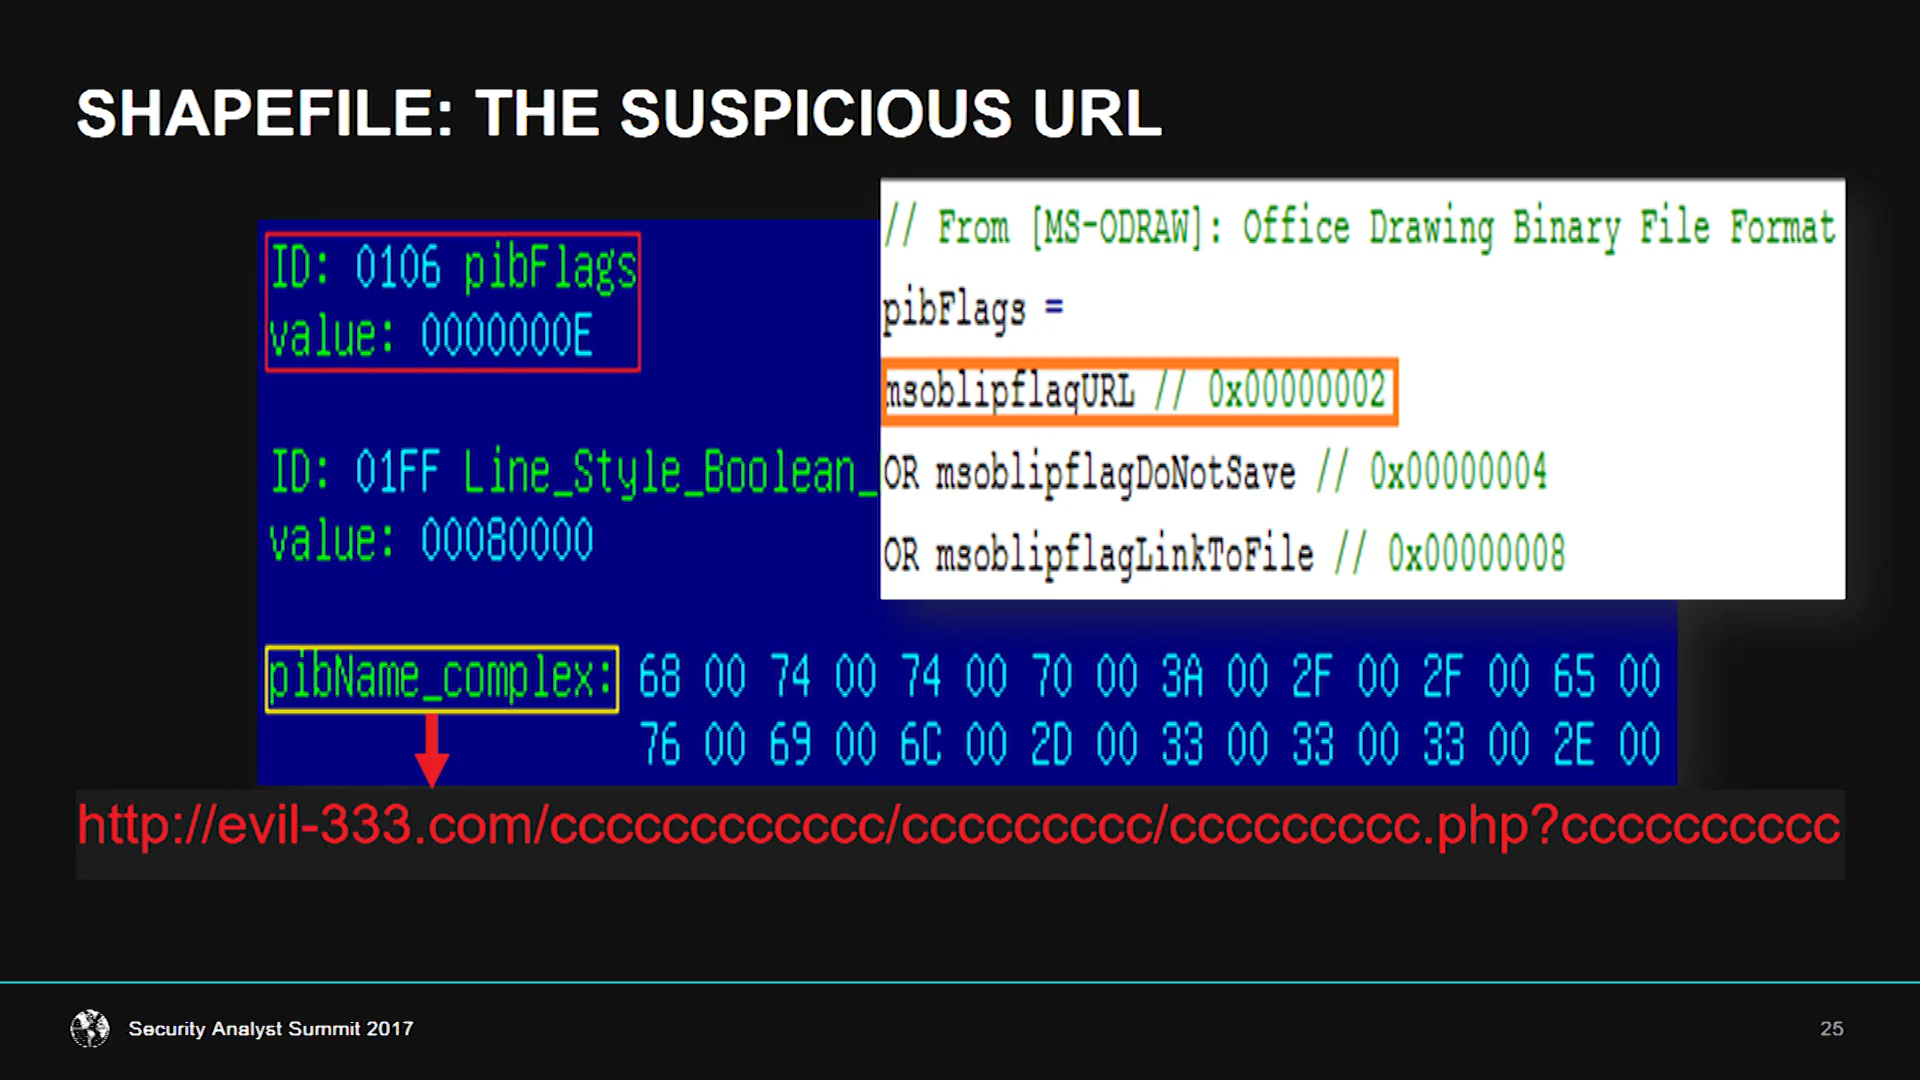 SHAPEFILE: THE SUSPICIOUS URL
ID: 0106 pibFlags
value: 0000000E
ID: 01FF Line_Style_Boolean_
value: 00080000
// From [MS-ODRAW]: Office Drawing Binary File Format
pibFlags =
msoblipflagURL // 0x00000002
OR msoblipflagDoNotSave // 0x00000004
OR msoblipflagLinkToFile // 0x00000008
pibName_complex: 68 00 74 00 74 00 70 00 3A 00 2F 00 2F 00 65 00
76 00 69 00 6C 00 2D 00 33 00 33 00 33 00 2E 00
http://evil-333.com/cccccccccccc/ccccccccc/ccccccccc.php?cccccccccc
Security Analyst Summit 2017
25